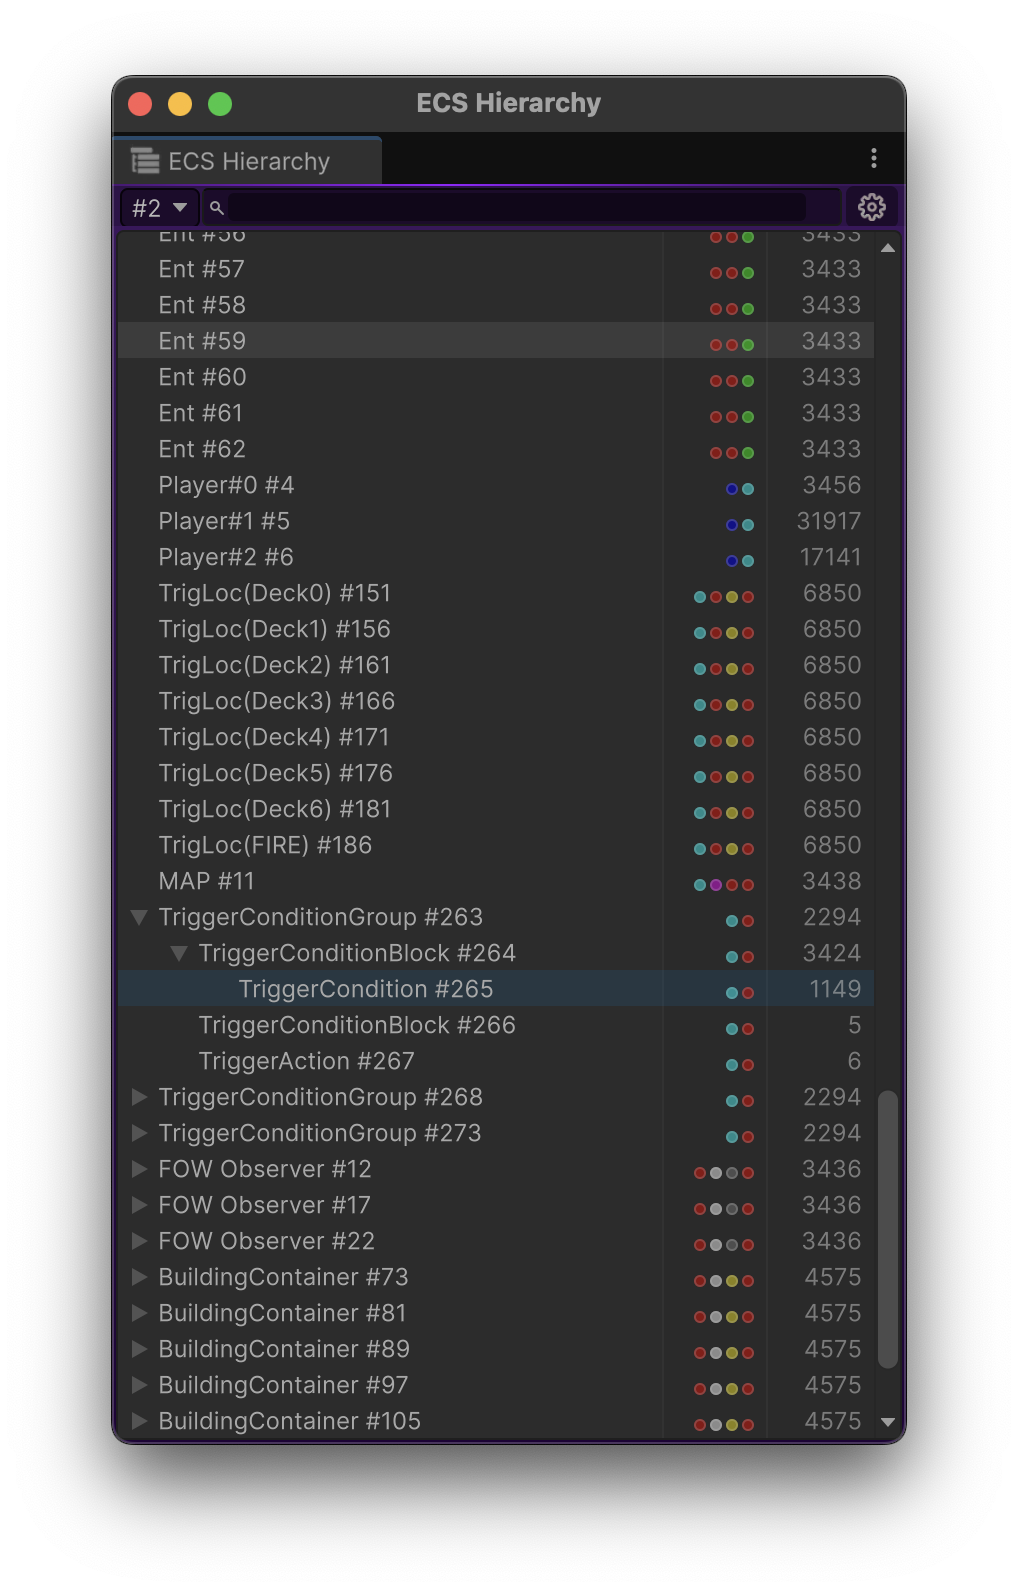 ECS Hierarchy
ECS Hierarchy
#2
Ent #56 3433
Ent #57 3433
Ent #58 3433
Ent #59 3433
Ent #60 3433
Ent #61 3433
Ent #62 3433
Player#0 #4 3456
Player#1 #5 31917
Player#2 #6 17141
TrigLoc(Deck0) #151 6850
TrigLoc(Deck1) #156 6850
TrigLoc(Deck2) #161 6850
TrigLoc(Deck3) #166 6850
TrigLoc(Deck4) #171 6850
TrigLoc(Deck5) #176 6850
TrigLoc(Deck6) #181 6850
TrigLoc(FIRE) #186 6850
MAP #11 3438
TriggerConditionGroup #263 2294
TriggerConditionBlock #264 3424
TriggerCondition #265 1149
TriggerConditionBlock #266 5
TriggerAction #267 6
TriggerConditionGroup #268 2294
TriggerConditionGroup #273 2294
FOW Observer #12 3436
FOW Observer #17 3436
FOW Observer #22 3436
BuildingContainer #73 4575
BuildingContainer #81 4575
BuildingContainer #89 4575
BuildingContainer #97 4575
BuildingContainer #105 4575